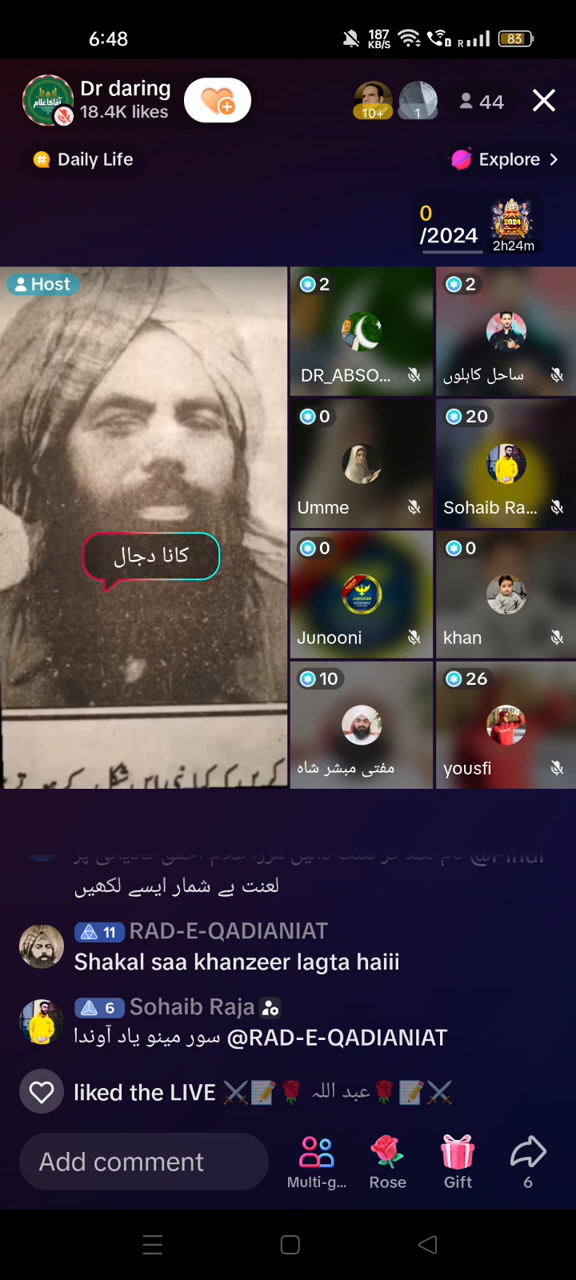 6:48
187
KB/S
R
83
Dr daring
18.4K likes
10+
1
44
# Daily Life
Explore >
0
/2024
2024
2h24m
Host
کانا دجال
2
DR_ABSO...
2
ساحل کاہلوں
0
Umme
20
Sohaib Ra...
0
Junooni
0
khan
10
مفتی مبشر شاہ
26
yousfi
لعنت بے شمار ایسے لکھیں
11 RAD-E-QADIANIAT
Shakal saa khanzeer lagta haiii
6 Sohaib Raja
@RAD-E-QADIANIAT سور مینو یاد آوندا
liked the LIVE ⚔️📝🌹 عبد اللہ 🌹📝⚔️
Add comment
Multi-g...
Rose
Gift
6